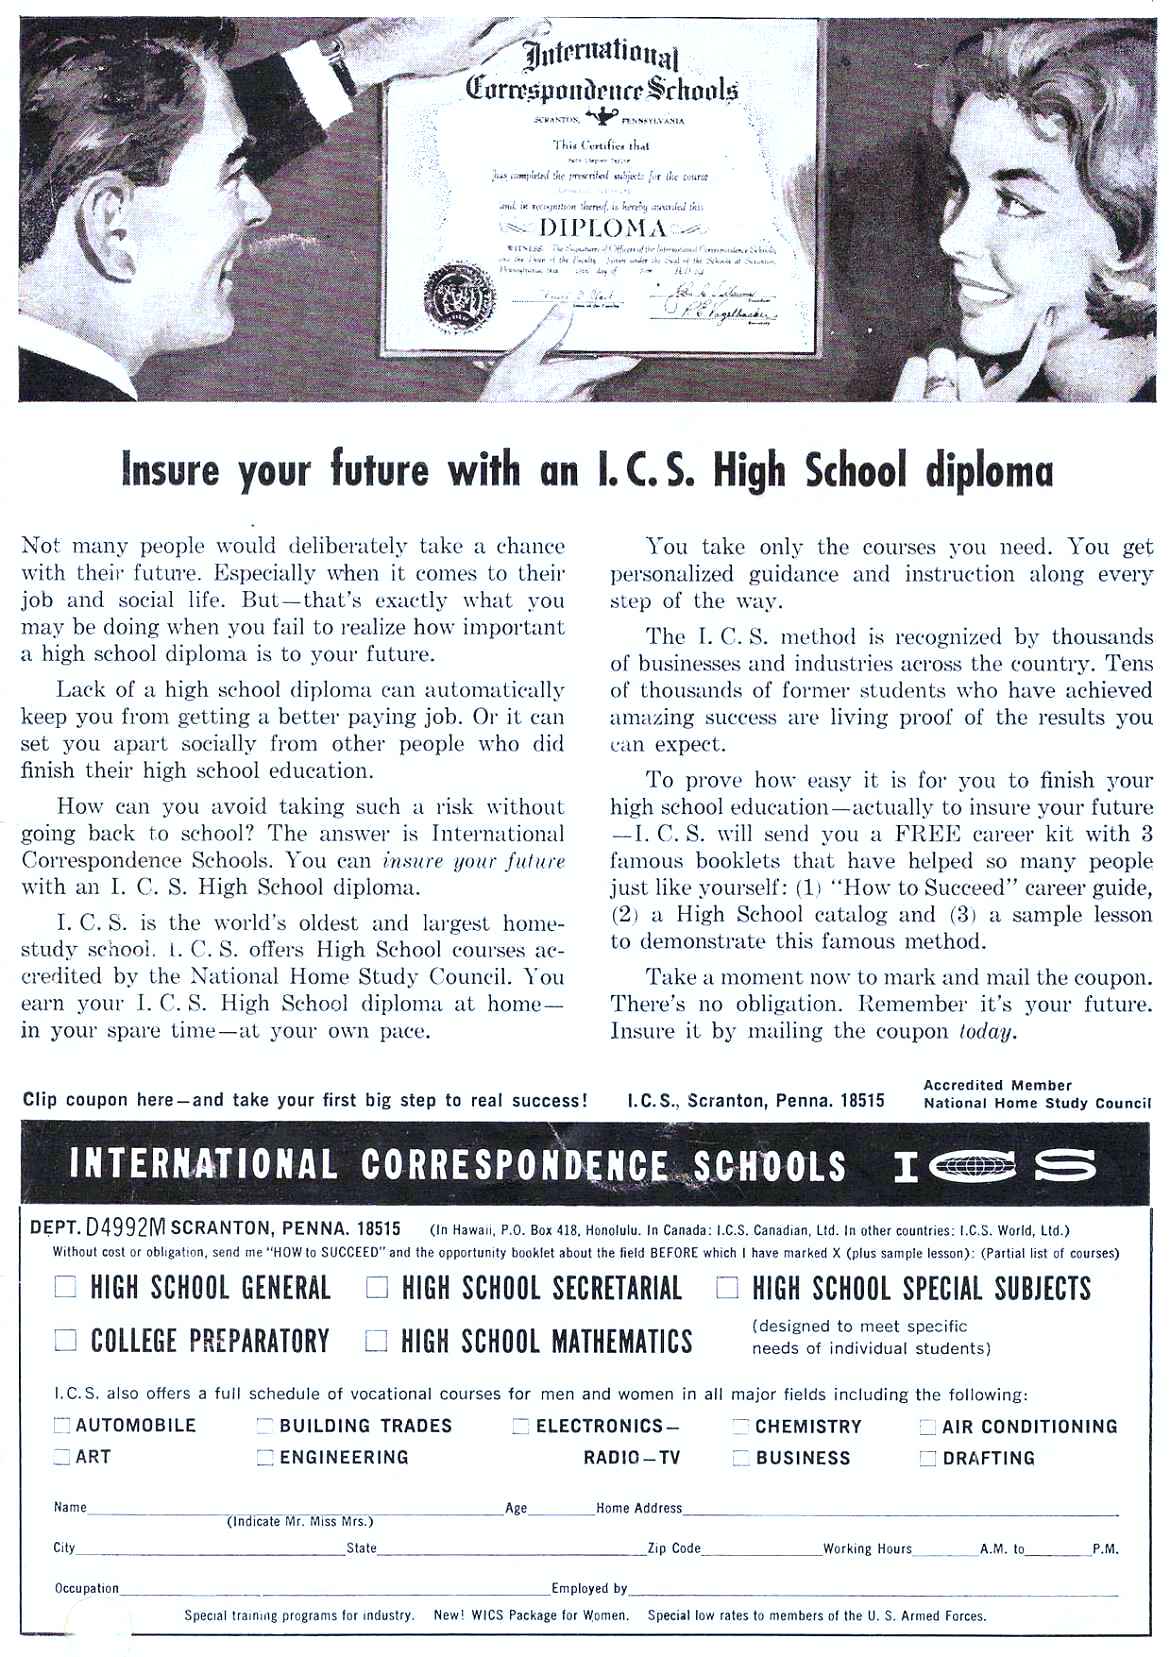 International
Correspondence Schools
SCRANTON, PENNSYLVANIA
This Certifies that
has completed the prescribed subjects for the course
and, in recognition thereof, is hereby awarded this
DIPLOMA
Insure your future with an I.C.S. High School diploma
Not many people would deliberately take a chance
with their future. Especially when it comes to their
job and social life. But—that's exactly what you
may be doing when you fail to realize how important
a high school diploma is to your future.
Lack of a high school diploma can automatically
keep you from getting a better paying job. Or it can
set you apart socially from other people who did
finish their high school education.
How can you avoid taking such a risk without
going back to school? The answer is International
Correspondence Schools. You can insure your future
with an I. C. S. High School diploma.
I. C. S. is the world's oldest and largest home-
study school. I. C. S. offers High School courses ac-
credited by the National Home Study Council. You
earn your I. C. S. High School diploma at home—
in your spare time—at your own pace.
You take only the courses you need. You get
personalized guidance and instruction along every
step of the way.
The I. C. S. method is recognized by thousands
of businesses and industries across the country. Tens
of thousands of former students who have achieved
amazing success are living proof of the results you
can expect.
To prove how easy it is for you to finish your
high school education—actually to insure your future
—I. C. S. will send you a FREE career kit with 3
famous booklets that have helped so many people
just like yourself: (1) "How to Succeed" career guide,
(2) a High School catalog and (3) a sample lesson
to demonstrate this famous method.
Take a moment now to mark and mail the coupon.
There's no obligation. Remember it's your future.
Insure it by mailing the coupon today.
Clip coupon here—and take your first big step to real success! I.C.S., Scranton, Penna. 18515
Accredited Member
National Home Study Council
INTERNATIONAL CORRESPONDENCE SCHOOLS ICS
DEPT. D4992M SCRANTON, PENNA. 18515 (In Hawaii, P.O. Box 418, Honolulu. In Canada: I.C.S. Canadian, Ltd. In other countries: I.C.S. World, Ltd.)
Without cost or obligation, send me "HOW to SUCCEED" and the opportunity booklet about the field BEFORE which I have marked X (plus sample lesson): (Partial list of courses)
HIGH SCHOOL GENERAL HIGH SCHOOL SECRETARIAL HIGH SCHOOL SPECIAL SUBJECTS
COLLEGE PREPARATORY HIGH SCHOOL MATHEMATICS
(designed to meet specific
needs of individual students)
I.C.S. also offers a full schedule of vocational courses for men and women in all major fields including the following:
AUTOMOBILE BUILDING TRADES ELECTRONICS— CHEMISTRY AIR CONDITIONING
ART ENGINEERING RADIO—TV BUSINESS DRAFTING
Name Age Home Address
(Indicate Mr. Miss Mrs.)
City State Zip Code Working Hours A.M. to P.M.
Occupation Employed by
Special training programs for industry. New! WICS Package for Women. Special low rates to members of the U. S. Armed Forces.